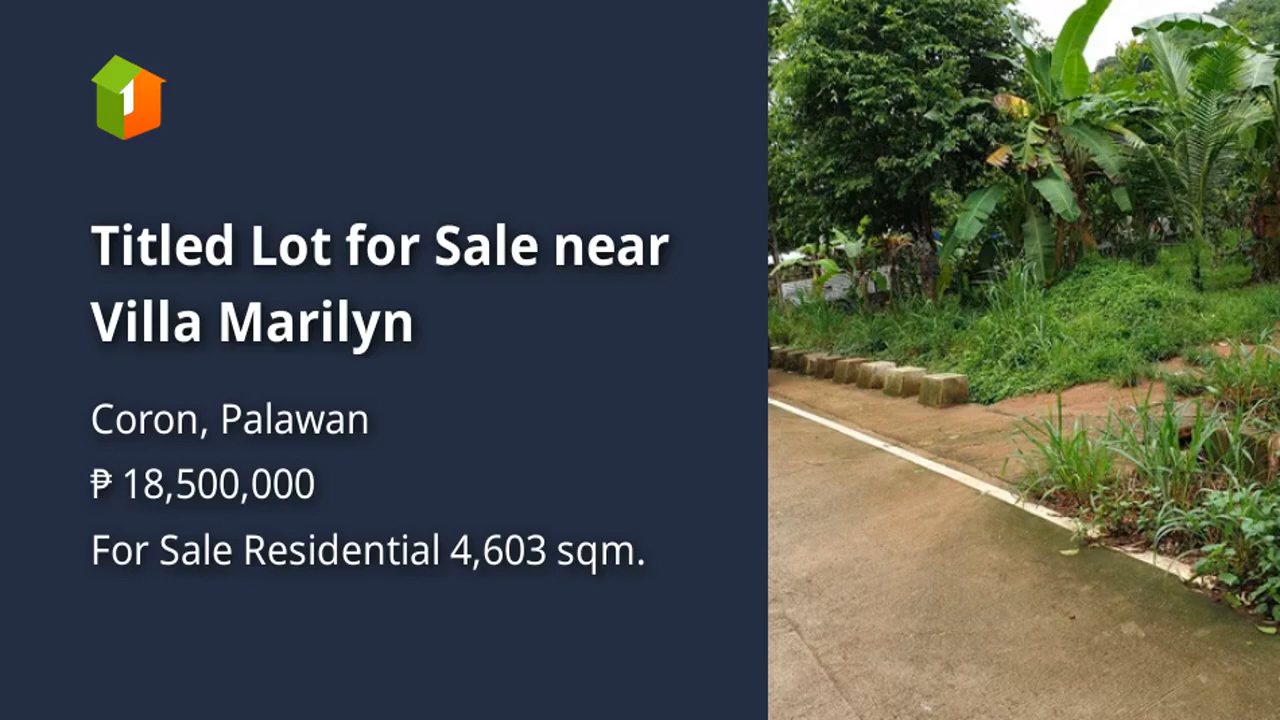 Titled Lot for Sale near
Villa Marilyn
Coron, Palawan
₱ 18,500,000
For Sale Residential 4,603 sqm.